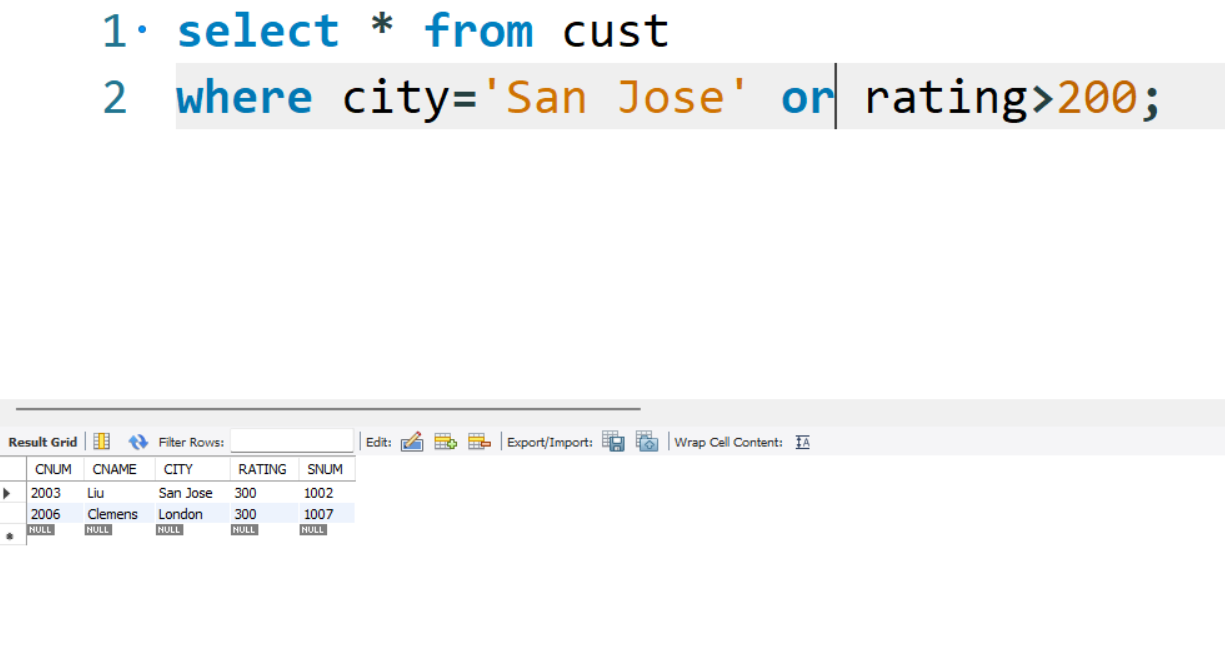 1 select * from cust
2 where city='San Jose' or rating>200;
Result Grid Filter Rows: Edit: Export/Import: Wrap Cell Content: IA
CNUM CNAME CITY RATING SNUM
2003 Liu San Jose 300 1002
2006 Clemens London 300 1007
NULL NULL NULL NULL NULL